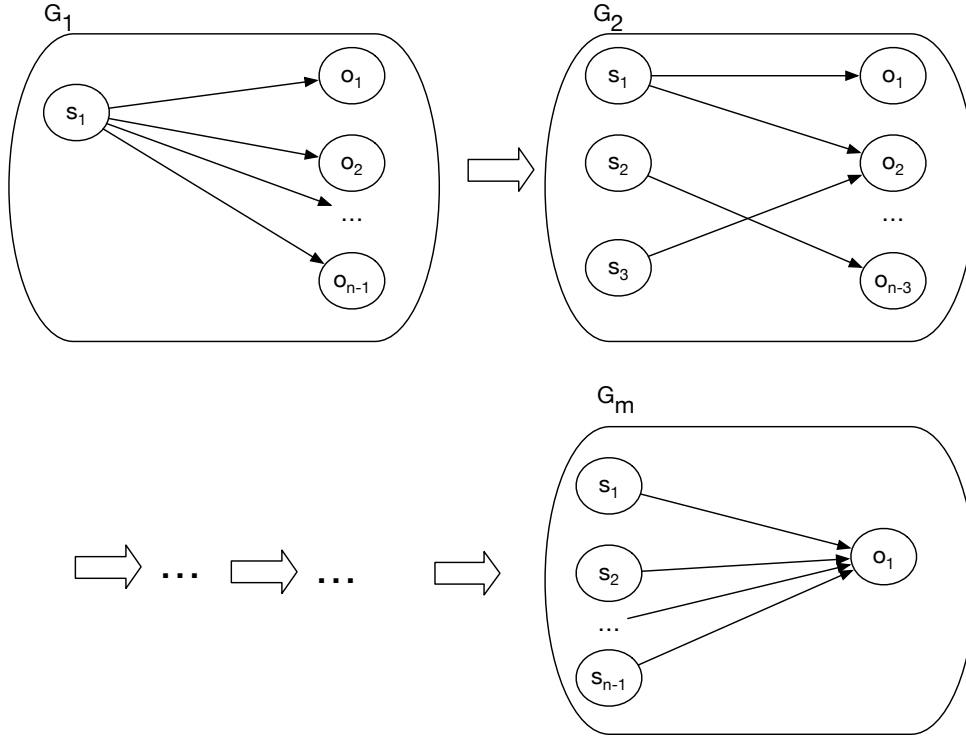 G₁
s₁
o₁
o₂
...
oₙ₋₁
G₂
s₁
s₂
s₃
o₁
o₂
...
oₙ₋₃
... ...
Gₘ
s₁
s₂
...
sₙ₋₁
o₁